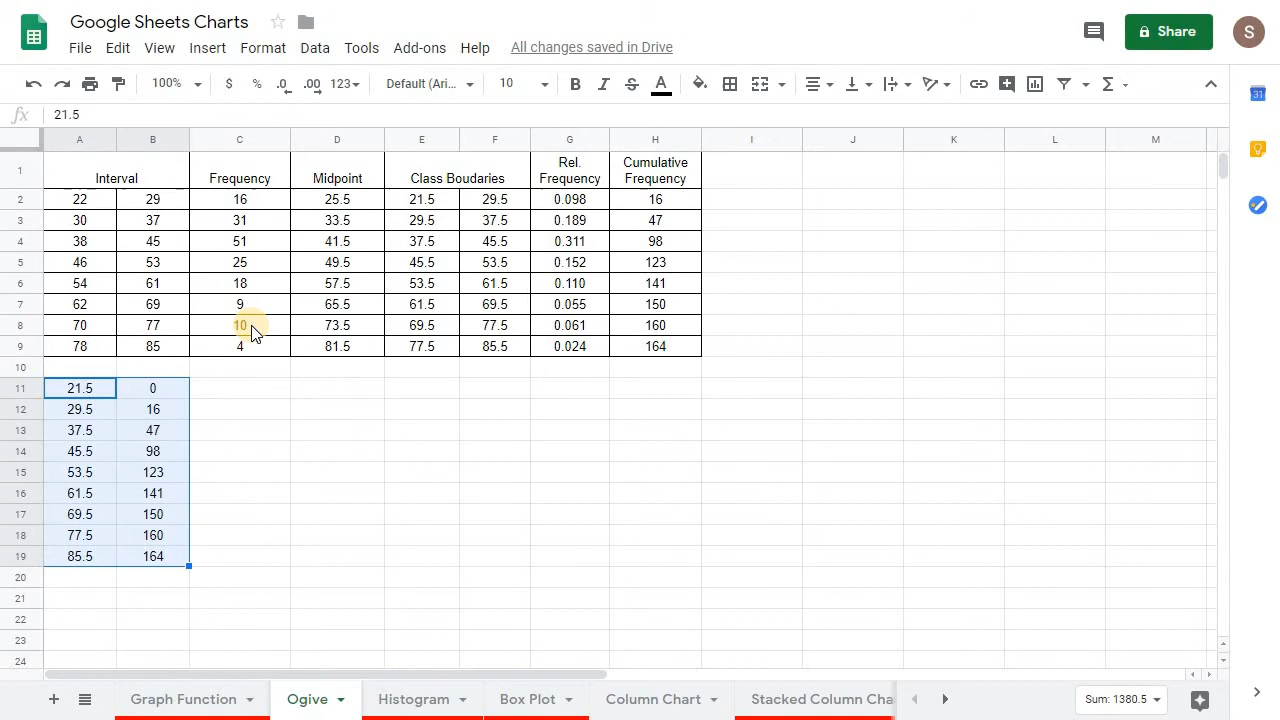 Google Sheets Charts
File Edit View Insert Format Data Tools Add-ons Help All changes saved in Drive
Share
S
100% $ % .0 .00 123 Default (Ari... 10 B I S A Σ
fx 21.5
31
A B C D E F G H I J K L M
1 Interval Frequency Midpoint Class Boudaries Rel. Frequency Cumulative Frequency
2 22 29 16 25.5 21.5 29.5 0.098 16
3 30 37 31 33.5 29.5 37.5 0.189 47
4 38 45 51 41.5 37.5 45.5 0.311 98
5 46 53 25 49.5 45.5 53.5 0.152 123
6 54 61 18 57.5 53.5 61.5 0.110 141
7 62 69 9 65.5 61.5 69.5 0.055 150
8 70 77 10 73.5 69.5 77.5 0.061 160
9 78 85 4 81.5 77.5 85.5 0.024 164
10
11 21.5 0
12 29.5 16
13 37.5 47
14 45.5 98
15 53.5 123
16 61.5 141
17 69.5 150
18 77.5 160
19 85.5 164
20
21
22
23
24
Graph Function Ogive Histogram Box Plot Column Chart Stacked Column Cha Sum: 1380.5